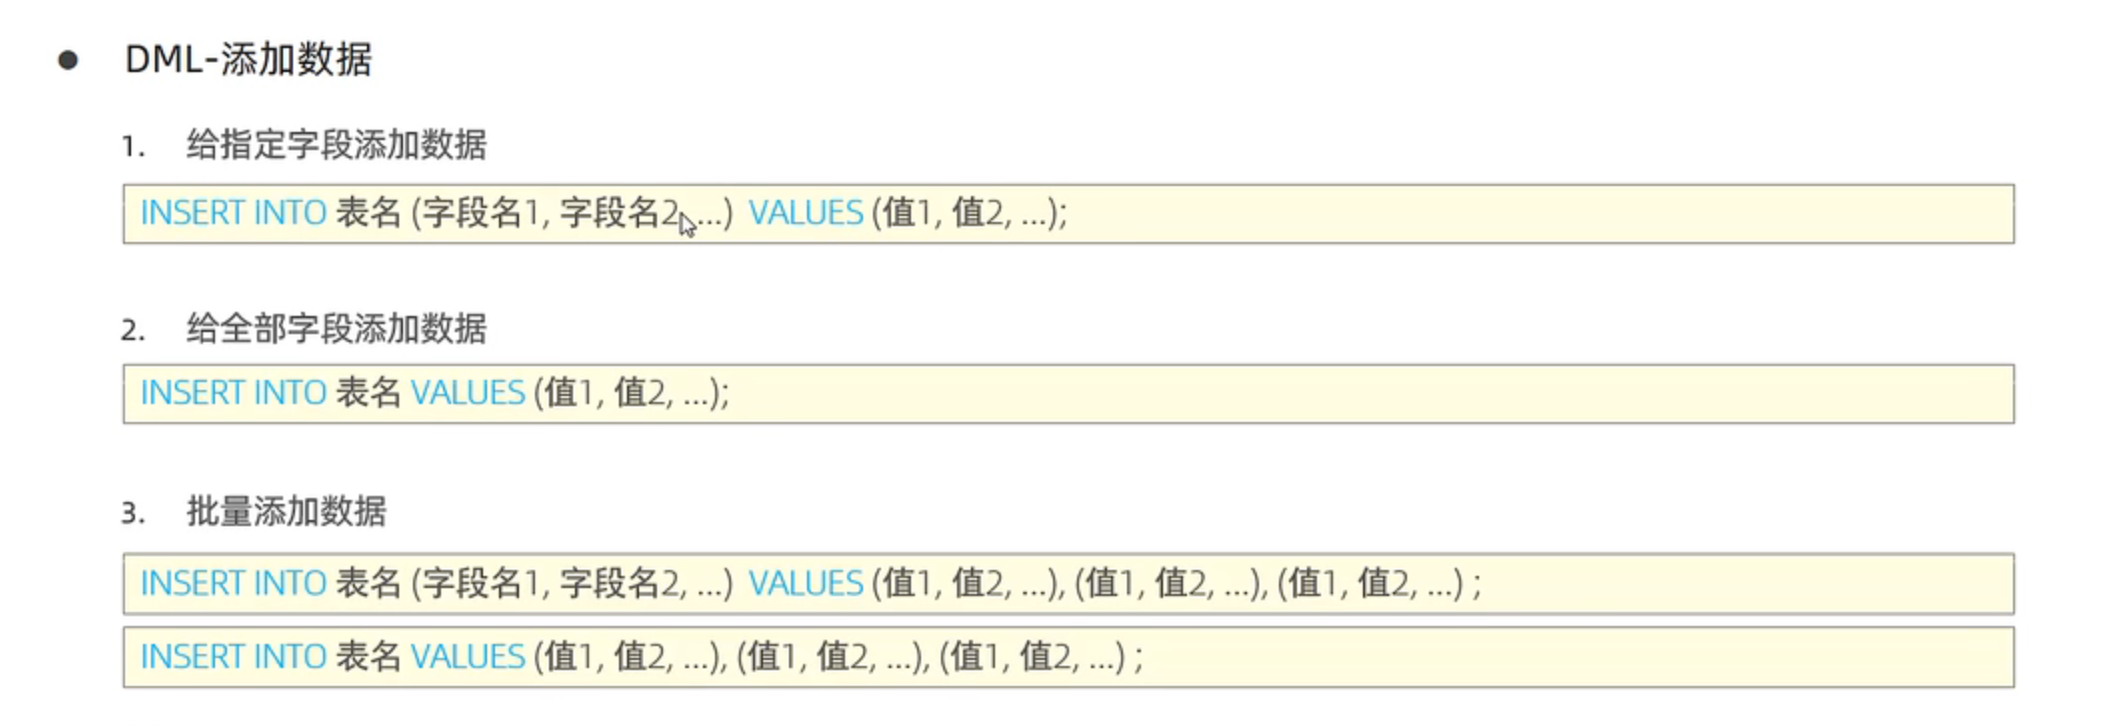 ● DML-添加数据
1. 给指定字段添加数据
INSERT INTO 表名 (字段名1, 字段名2, ...) VALUES (值1, 值2, ...);
2. 给全部字段添加数据
INSERT INTO 表名 VALUES (值1, 值2, ...);
3. 批量添加数据
INSERT INTO 表名 (字段名1, 字段名2, ...) VALUES (值1, 值2, ...), (值1, 值2, ...), (值1, 值2, ...) ;
INSERT INTO 表名 VALUES (值1, 值2, ...), (值1, 值2, ...), (值1, 值2, ...) ;